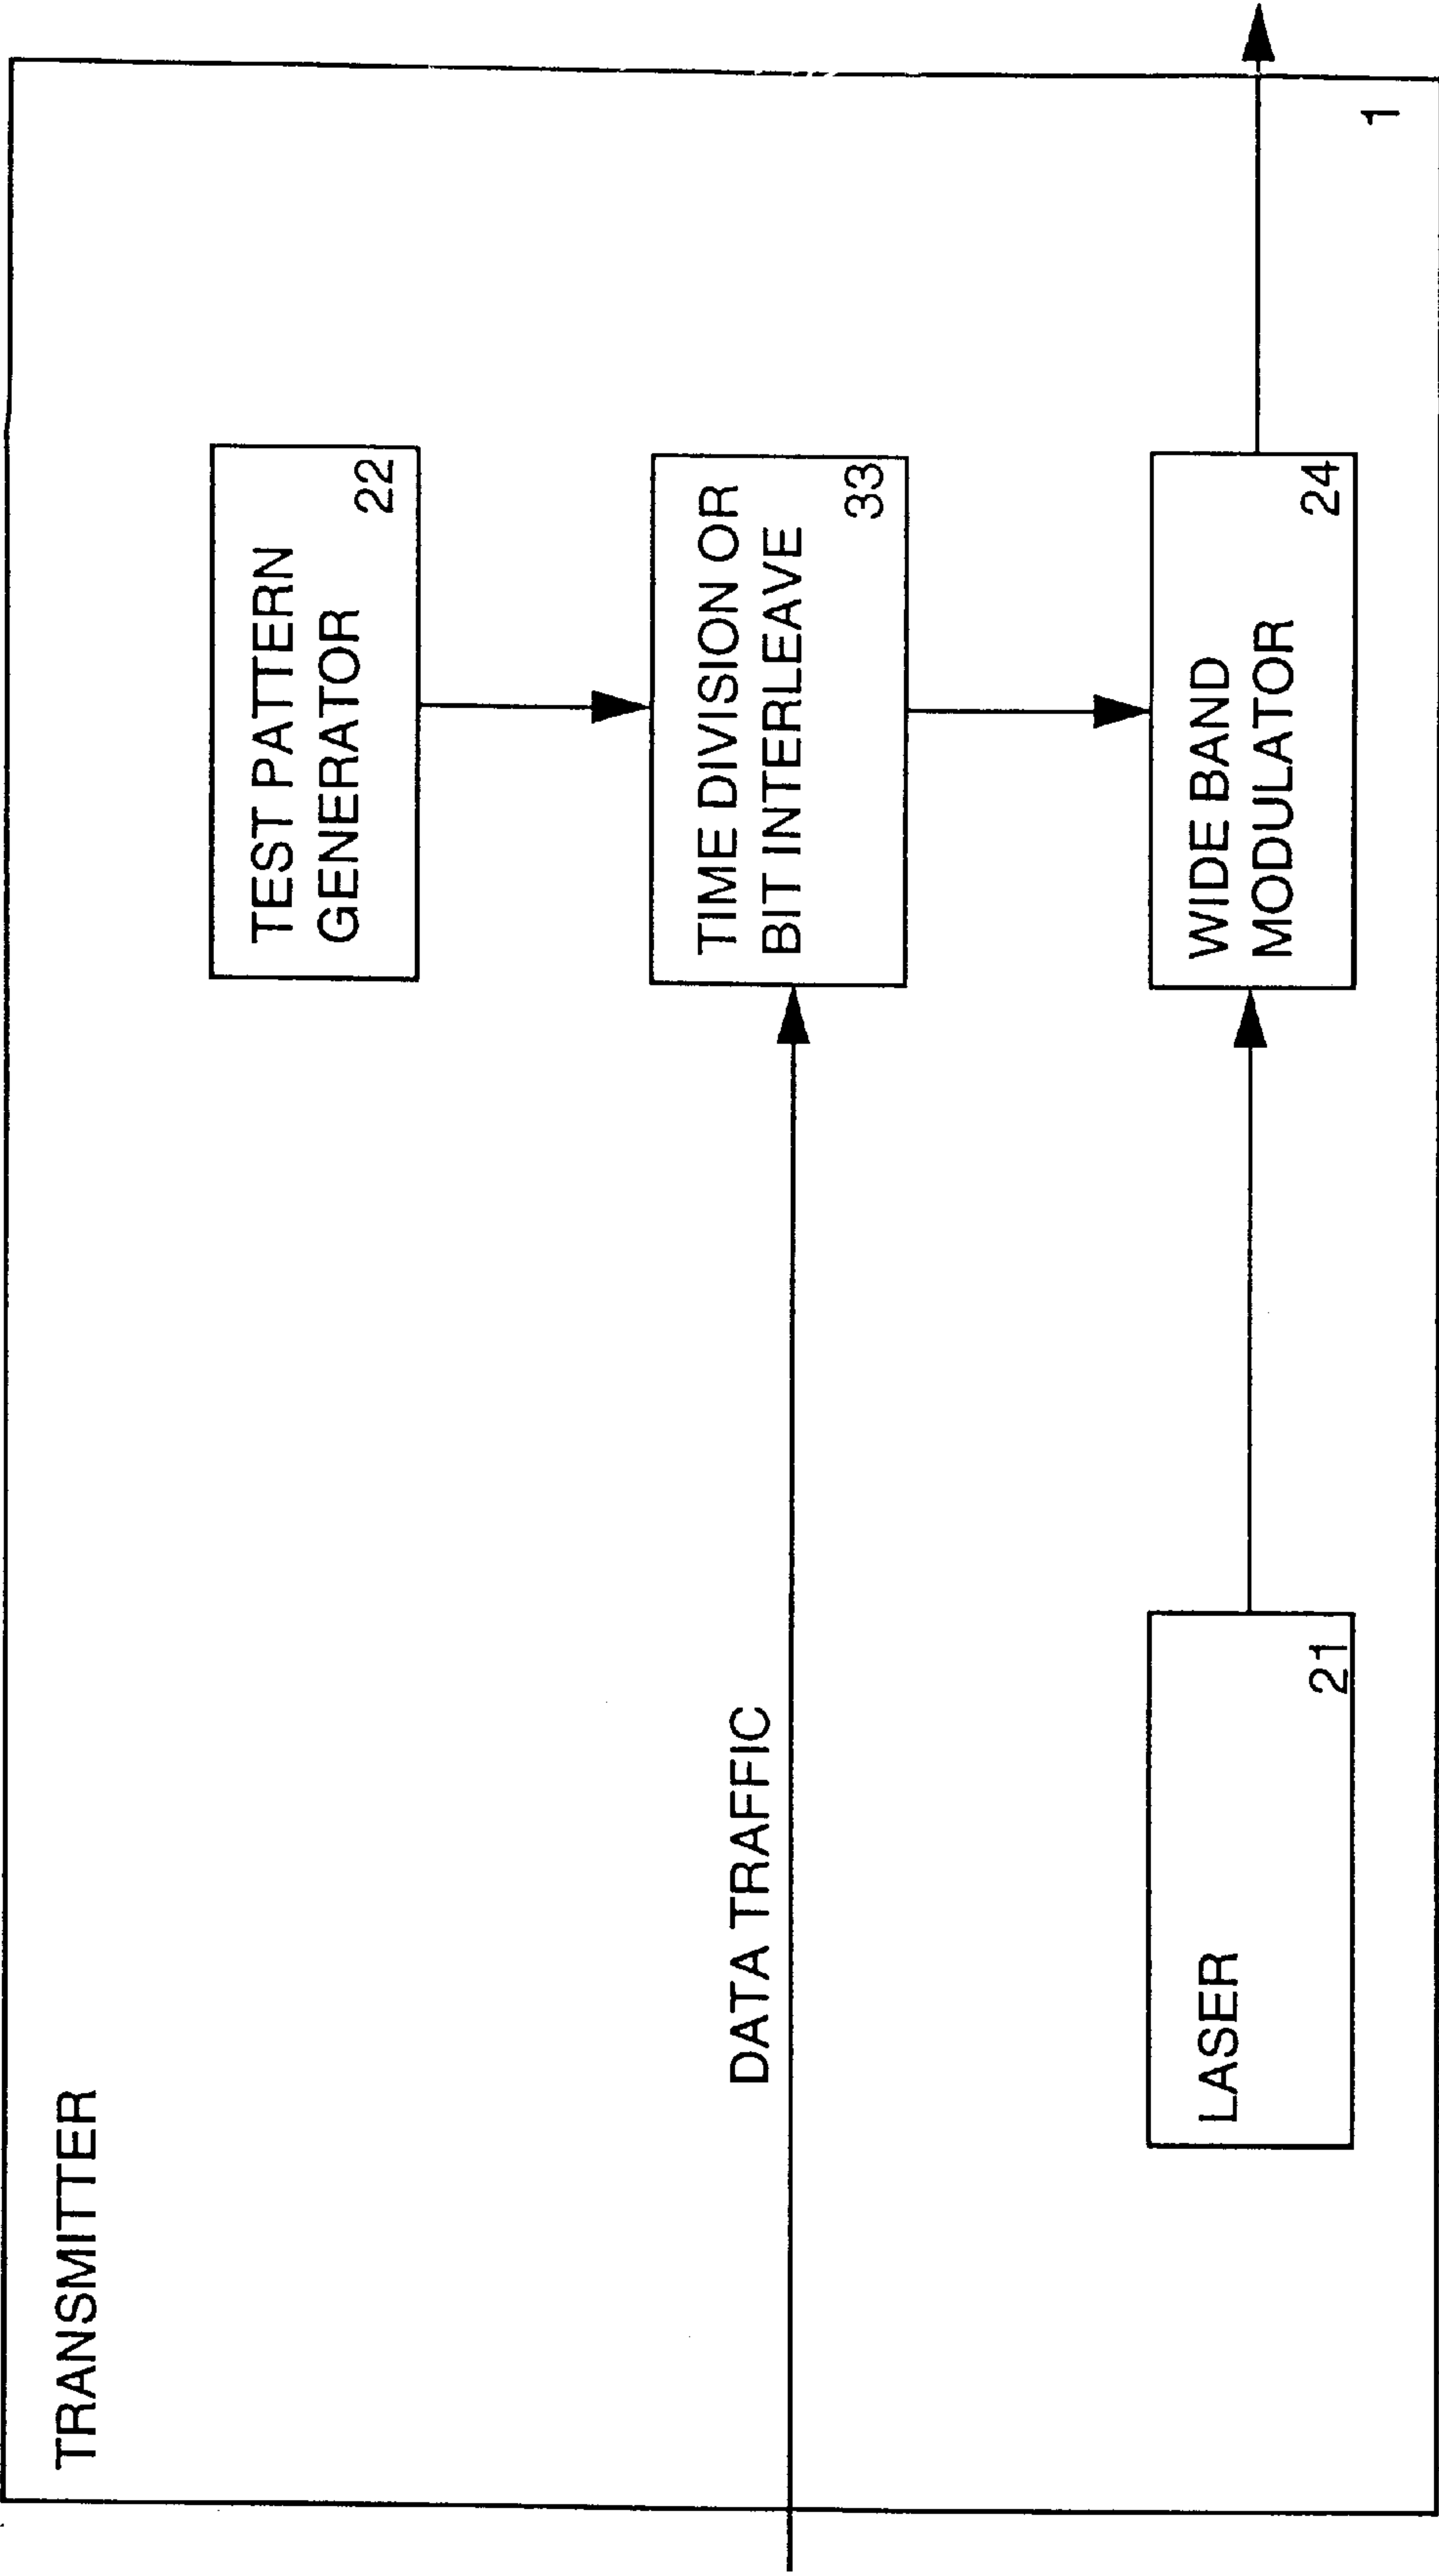 TRANSMITTER
TEST PATTERN
GENERATOR
22
DATA TRAFFIC
TIME DIVISION OR
BIT INTERLEAVE
33
LASER
21
WIDE BAND
MODULATOR
24
1